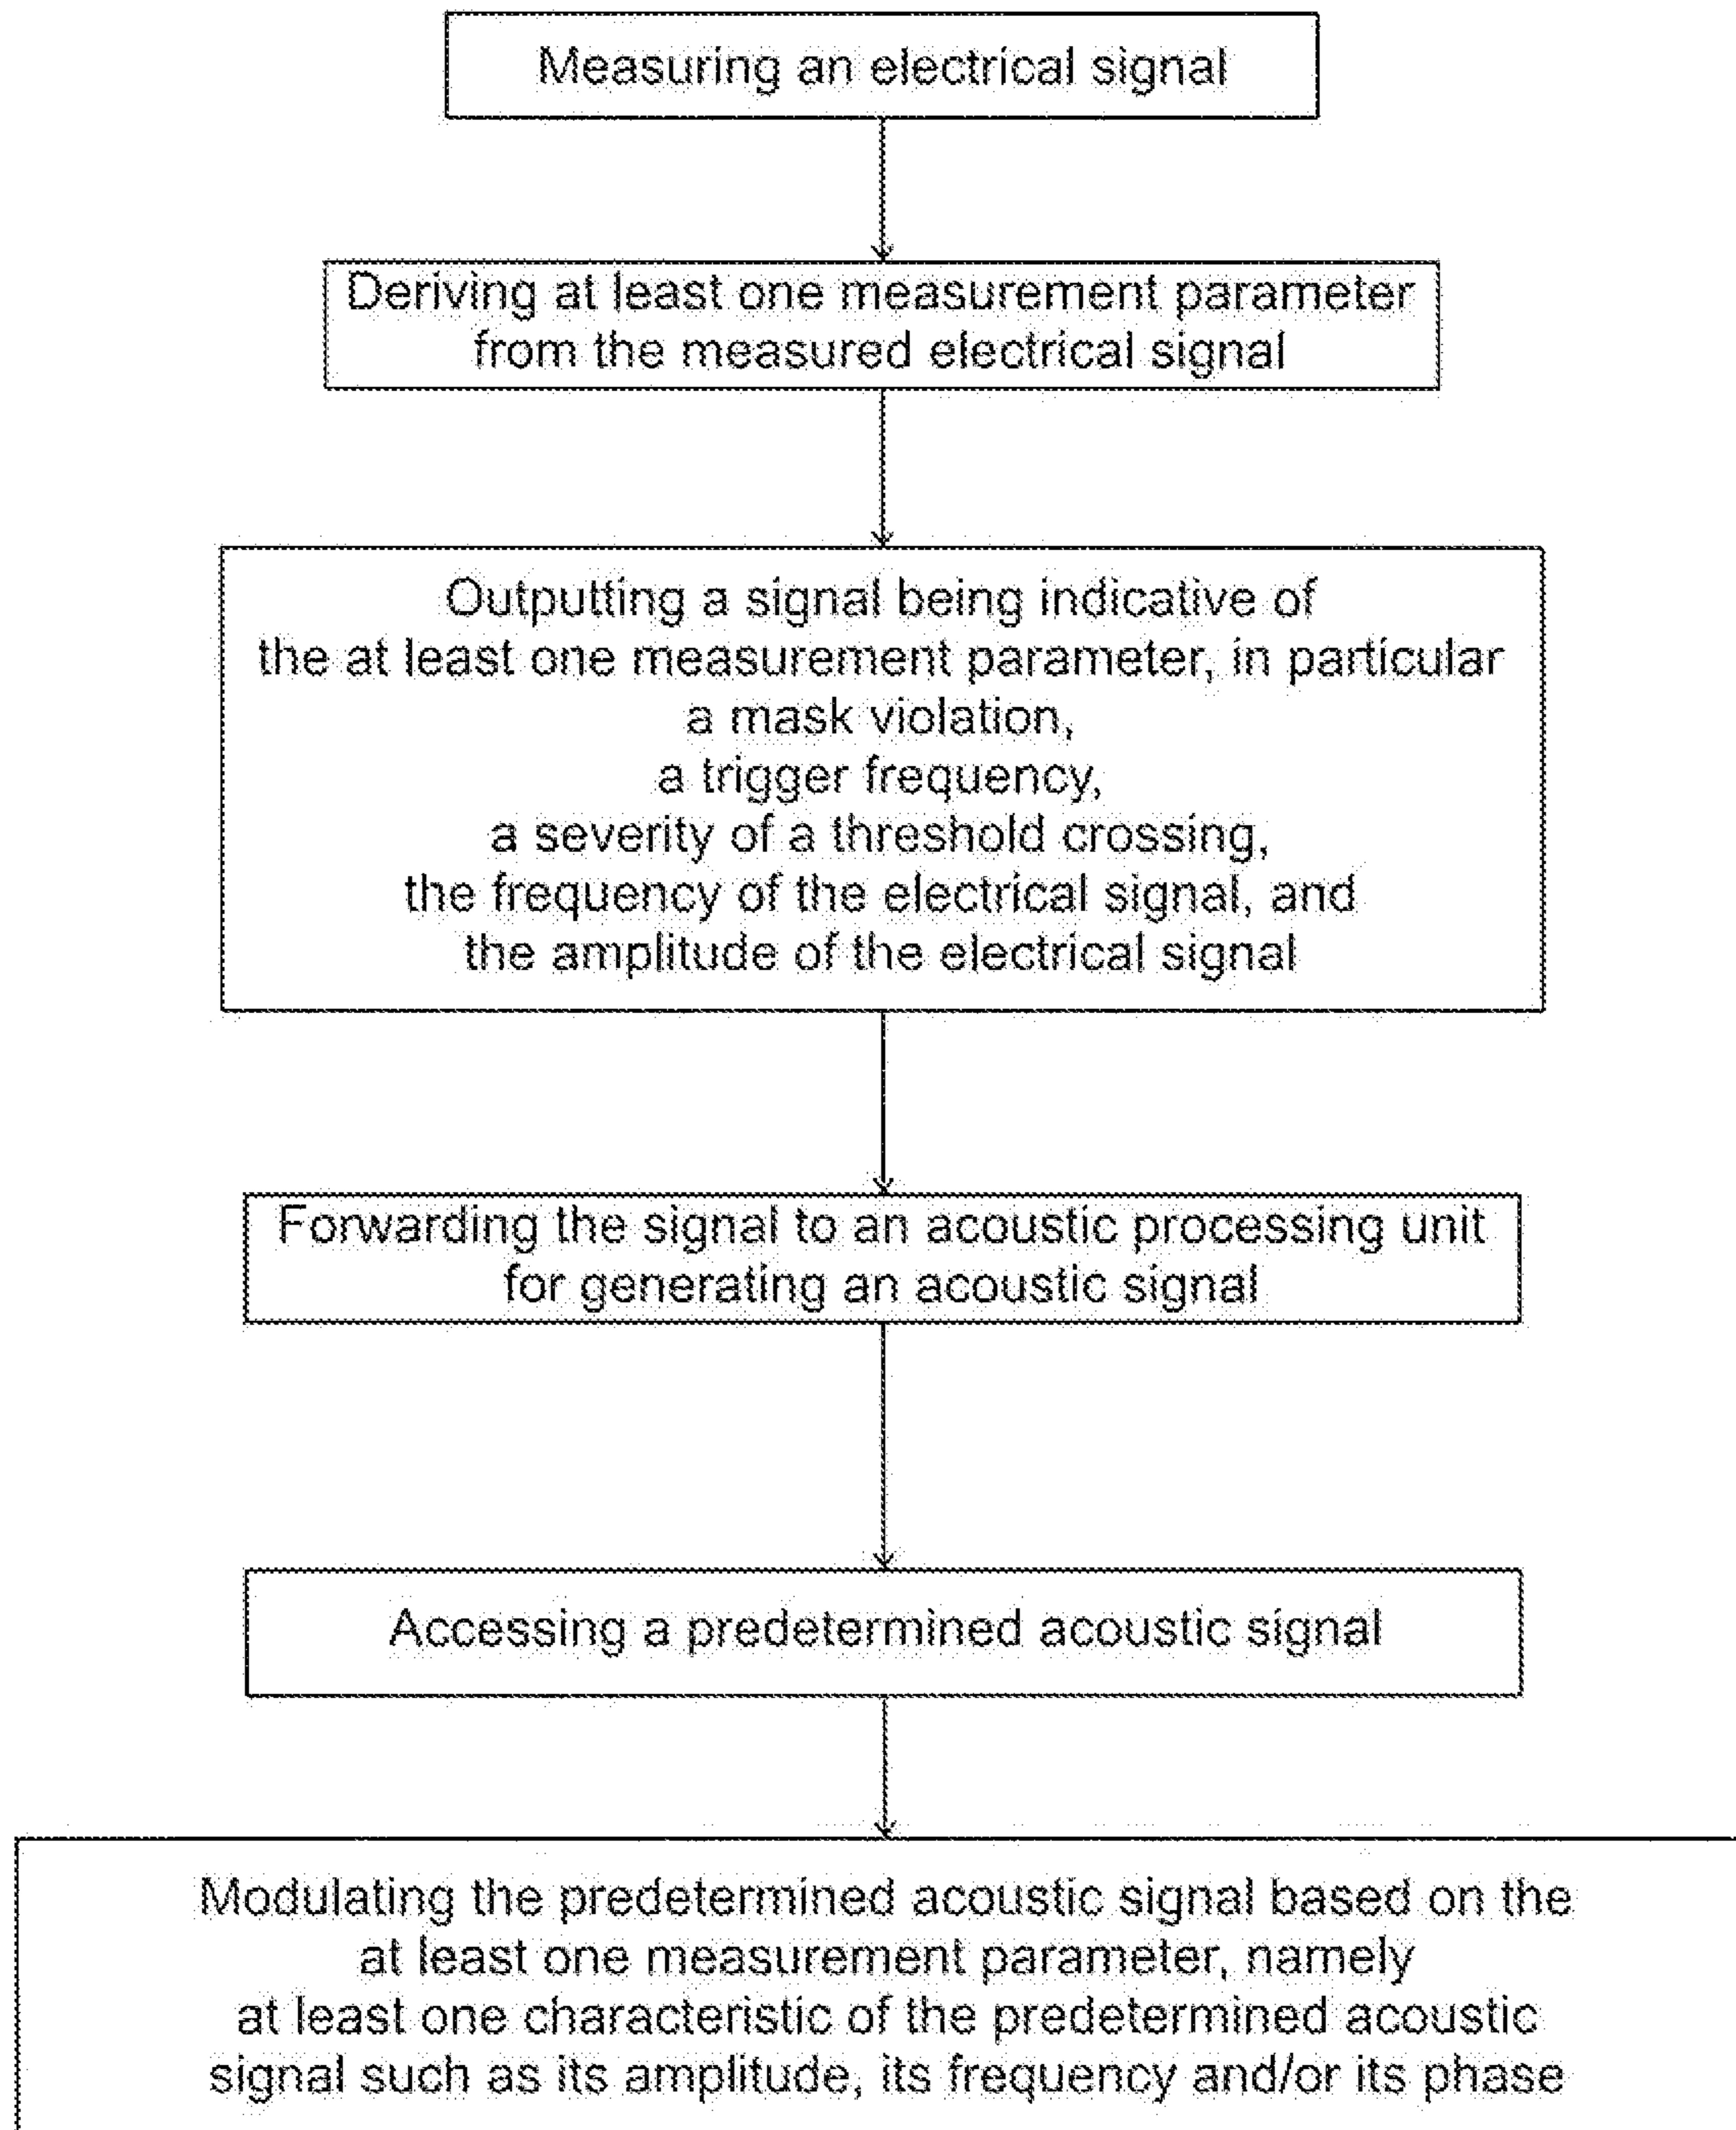 Measuring an electrical signal
Deriving at least one measurement parameter
from the measured electrical signal
Outputting a signal being indicative of
the at least one measurement parameter, in particular
a mask violation,
a trigger frequency,
a severity of a threshold crossing,
the frequency of the electrical signal, and
the amplitude of the electrical signal
Forwarding the signal to an acoustic processing unit
for generating an acoustic signal
Accessing a predetermined acoustic signal
Modulating the predetermined acoustic signal based on the
at least one measurement parameter, namely
at least one characteristic of the predetermined acoustic
signal such as its amplitude, its frequency and/or its phase